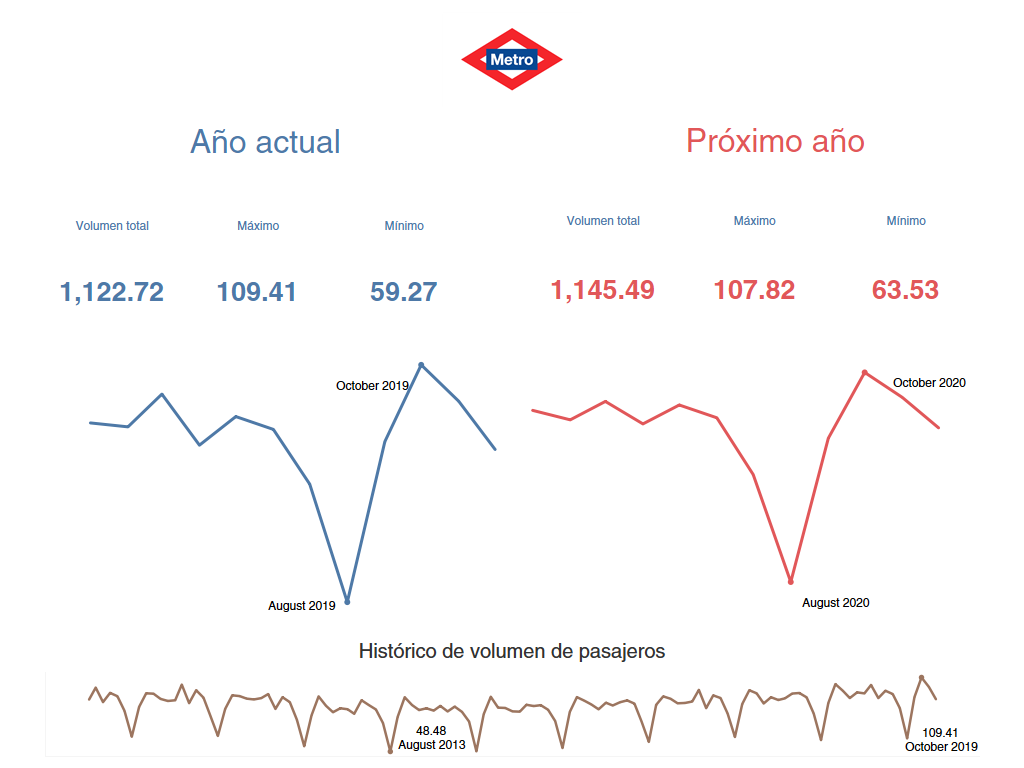 Metro
Año actual
Próximo año
Volumen total
Máximo
Mínimo
Volumen total
Máximo
Mínimo
1,122.72
109.41
59.27
1,145.49
107.82
63.53
October 2019
October 2020
August 2019
August 2020
Histórico de volumen de pasajeros
48.48
August 2013
109.41
October 2019